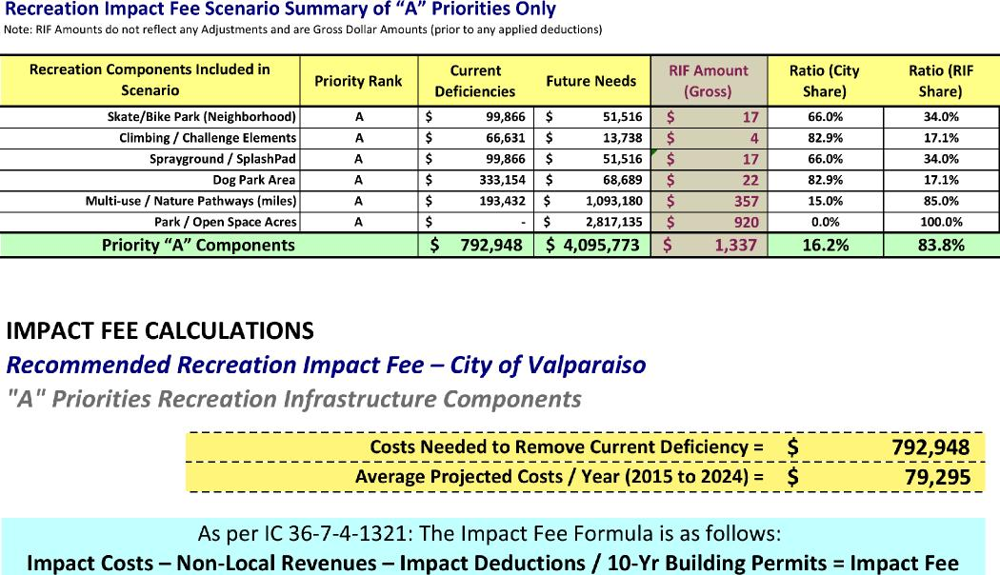 Recreation Impact Fee Scenario Summary of “A” Priorities Only
Note: RIF Amounts do not reflect any Adjustments and are Gross Dollar Amounts (prior to any applied deductions)
Recreation Components Included in Scenario Priority Rank Current Deficiencies Future Needs RIF Amount (Gross) Ratio (City Share) Ratio (RIF Share)
Skate/Bike Park (Neighborhood) A $ 99,866 $ 51,516 $ 17 66.0% 34.0%
Climbing / Challenge Elements A $ 66,631 $ 13,738 $ 4 82.9% 17.1%
Sprayground / SplashPad A $ 99,866 $ 51,516 $ 17 66.0% 34.0%
Dog Park Area A $ 333,154 $ 68,689 $ 22 82.9% 17.1%
Multi-use / Nature Pathways (miles) A $ 193,432 $ 1,093,180 $ 357 15.0% 85.0%
Park / Open Space Acres A $ - $ 2,817,135 $ 920 0.0% 100.0%
Priority “A” Components $ 792,948 $ 4,095,773 $ 1,337 16.2% 83.8%
IMPACT FEE CALCULATIONS
Recommended Recreation Impact Fee – City of Valparaiso
"A" Priorities Recreation Infrastructure Components
Costs Needed to Remove Current Deficiency = $ 792,948
Average Projected Costs / Year (2015 to 2024) = $ 79,295
As per IC 36-7-4-1321: The Impact Fee Formula is as follows:
Impact Costs – Non-Local Revenues – Impact Deductions / 10-Yr Building Permits = Impact Fee